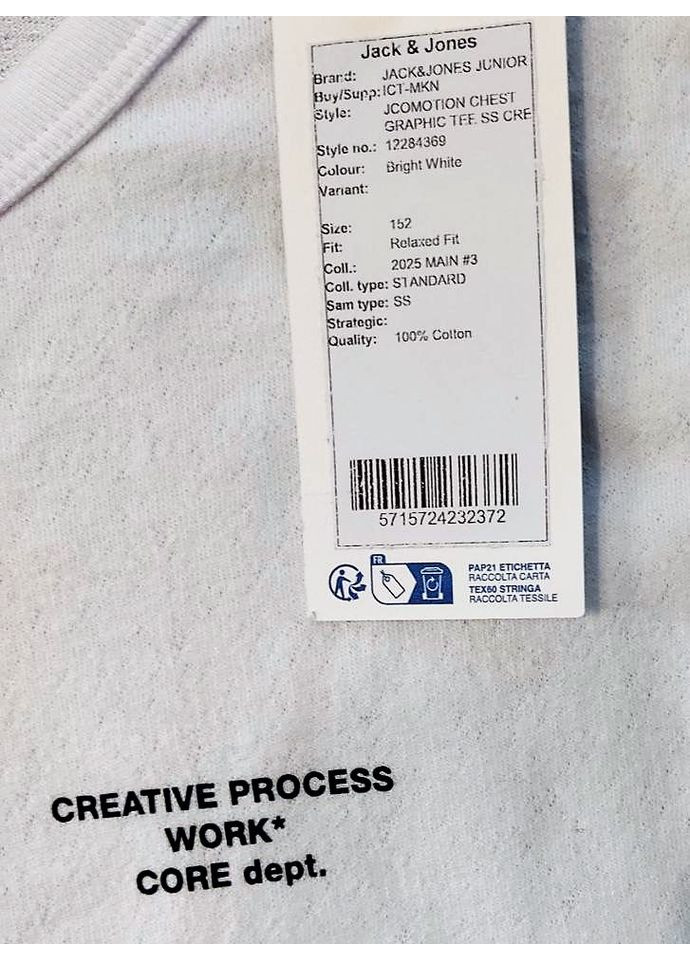 Jack & Jones
Brand: JACK&JONES JUNIOR
Buy/Supp: ICT-MKN
Style: JCOMOTION CHEST
GRAPHIC TEE SS CRE
Style no.: 12284369
Colour: Bright White
Variant:
Size: 152
Fit: Relaxed Fit
Coll.: 2025 MAIN #3
Coll. type: STANDARD
Sam type: SS
Strategic:
Quality: 100% Cotton
5715724232372
FR
PAP21 ETICHETTA
RACCOLTA CARTA
TEX60 STRINGA
RACCOLTA TESSILE
CREATIVE PROCESS
WORK*
CORE dept.